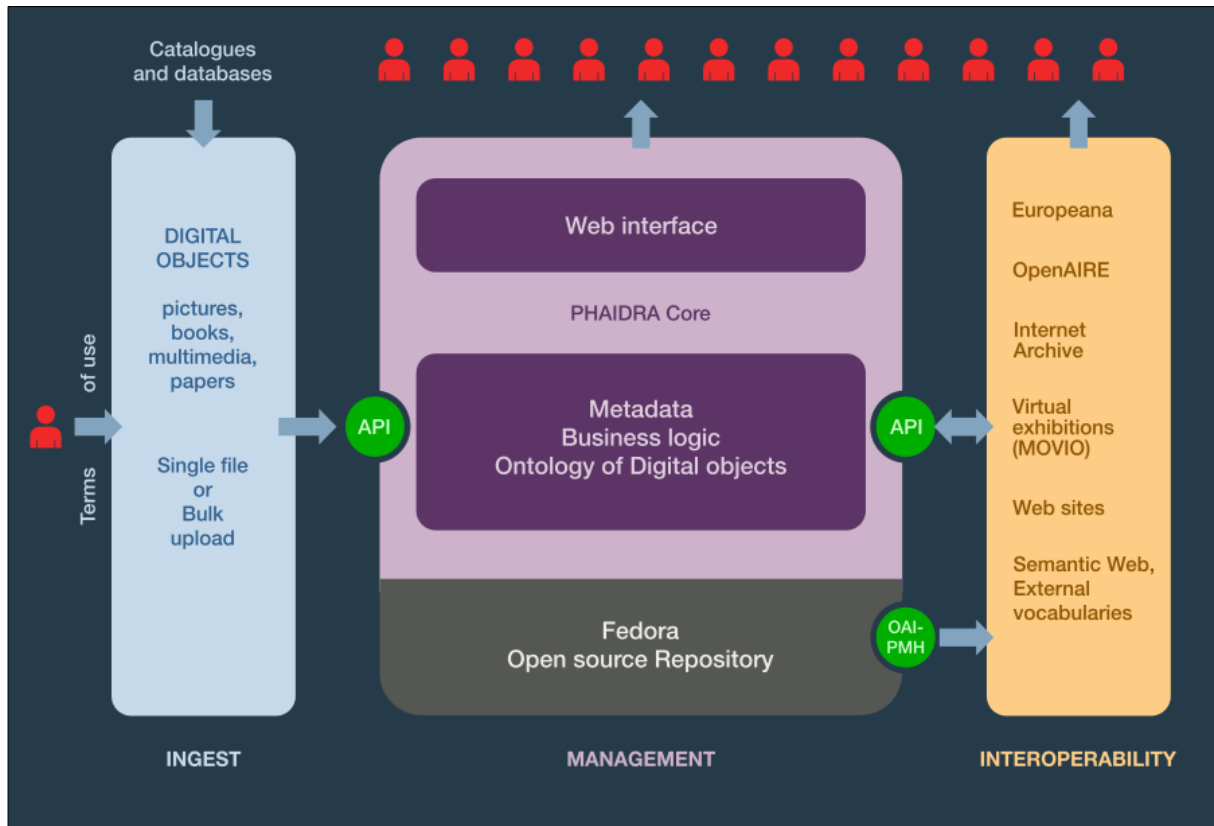 Catalogues
and databases
DIGITAL
OBJECTS
pictures,
books,
multimedia,
papers
Single file
or
Bulk
upload
Terms of use
API
Web interface
PHAIDRA Core
Metadata
Business logic
Ontology of Digital objects
Fedora
Open source Repository
API
OAI-
PMH
Europeana
OpenAIRE
Internet
Archive
Virtual
exhibitions
(MOVIO)
Web sites
Semantic Web,
External
vocabularies
INGEST
MANAGEMENT
INTEROPERABILITY